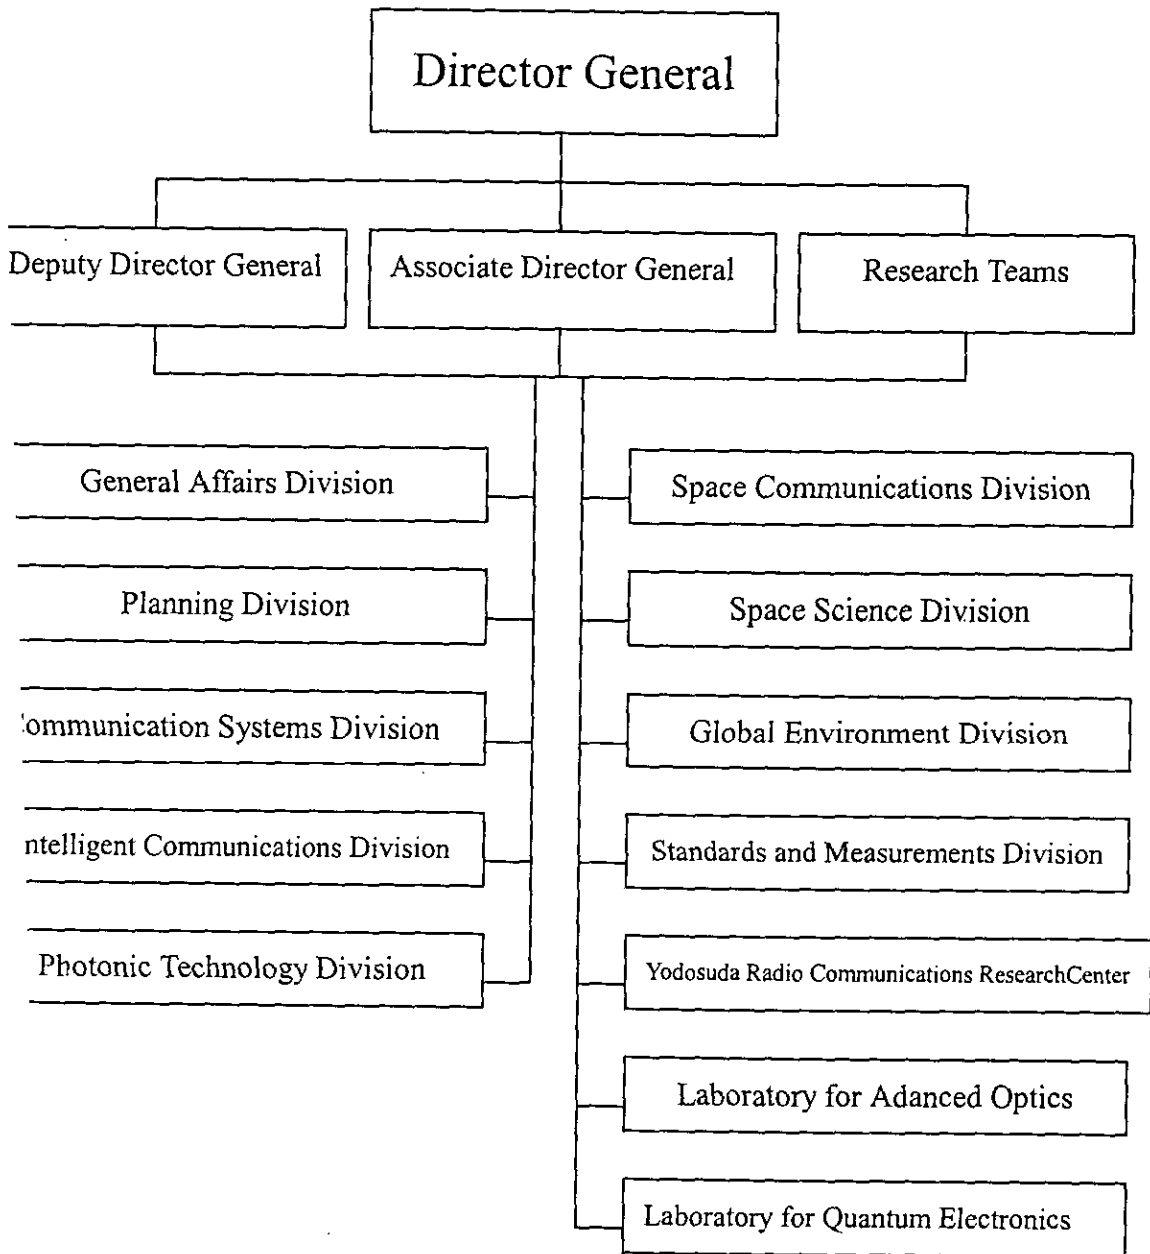 Director General
Deputy Director General
Associate Director General
Research Teams
General Affairs Division
Space Communications Division
Planning Division
Space Science Division
ommunication Systems Division
Global Environment Division
ntelligent Communications Division
Standards and Measurements Division
Photonic Technology Division
Yodosuda Radio Communications ResearchCenter
Laboratory for Adanced Optics
Laboratory for Quantum Electronics